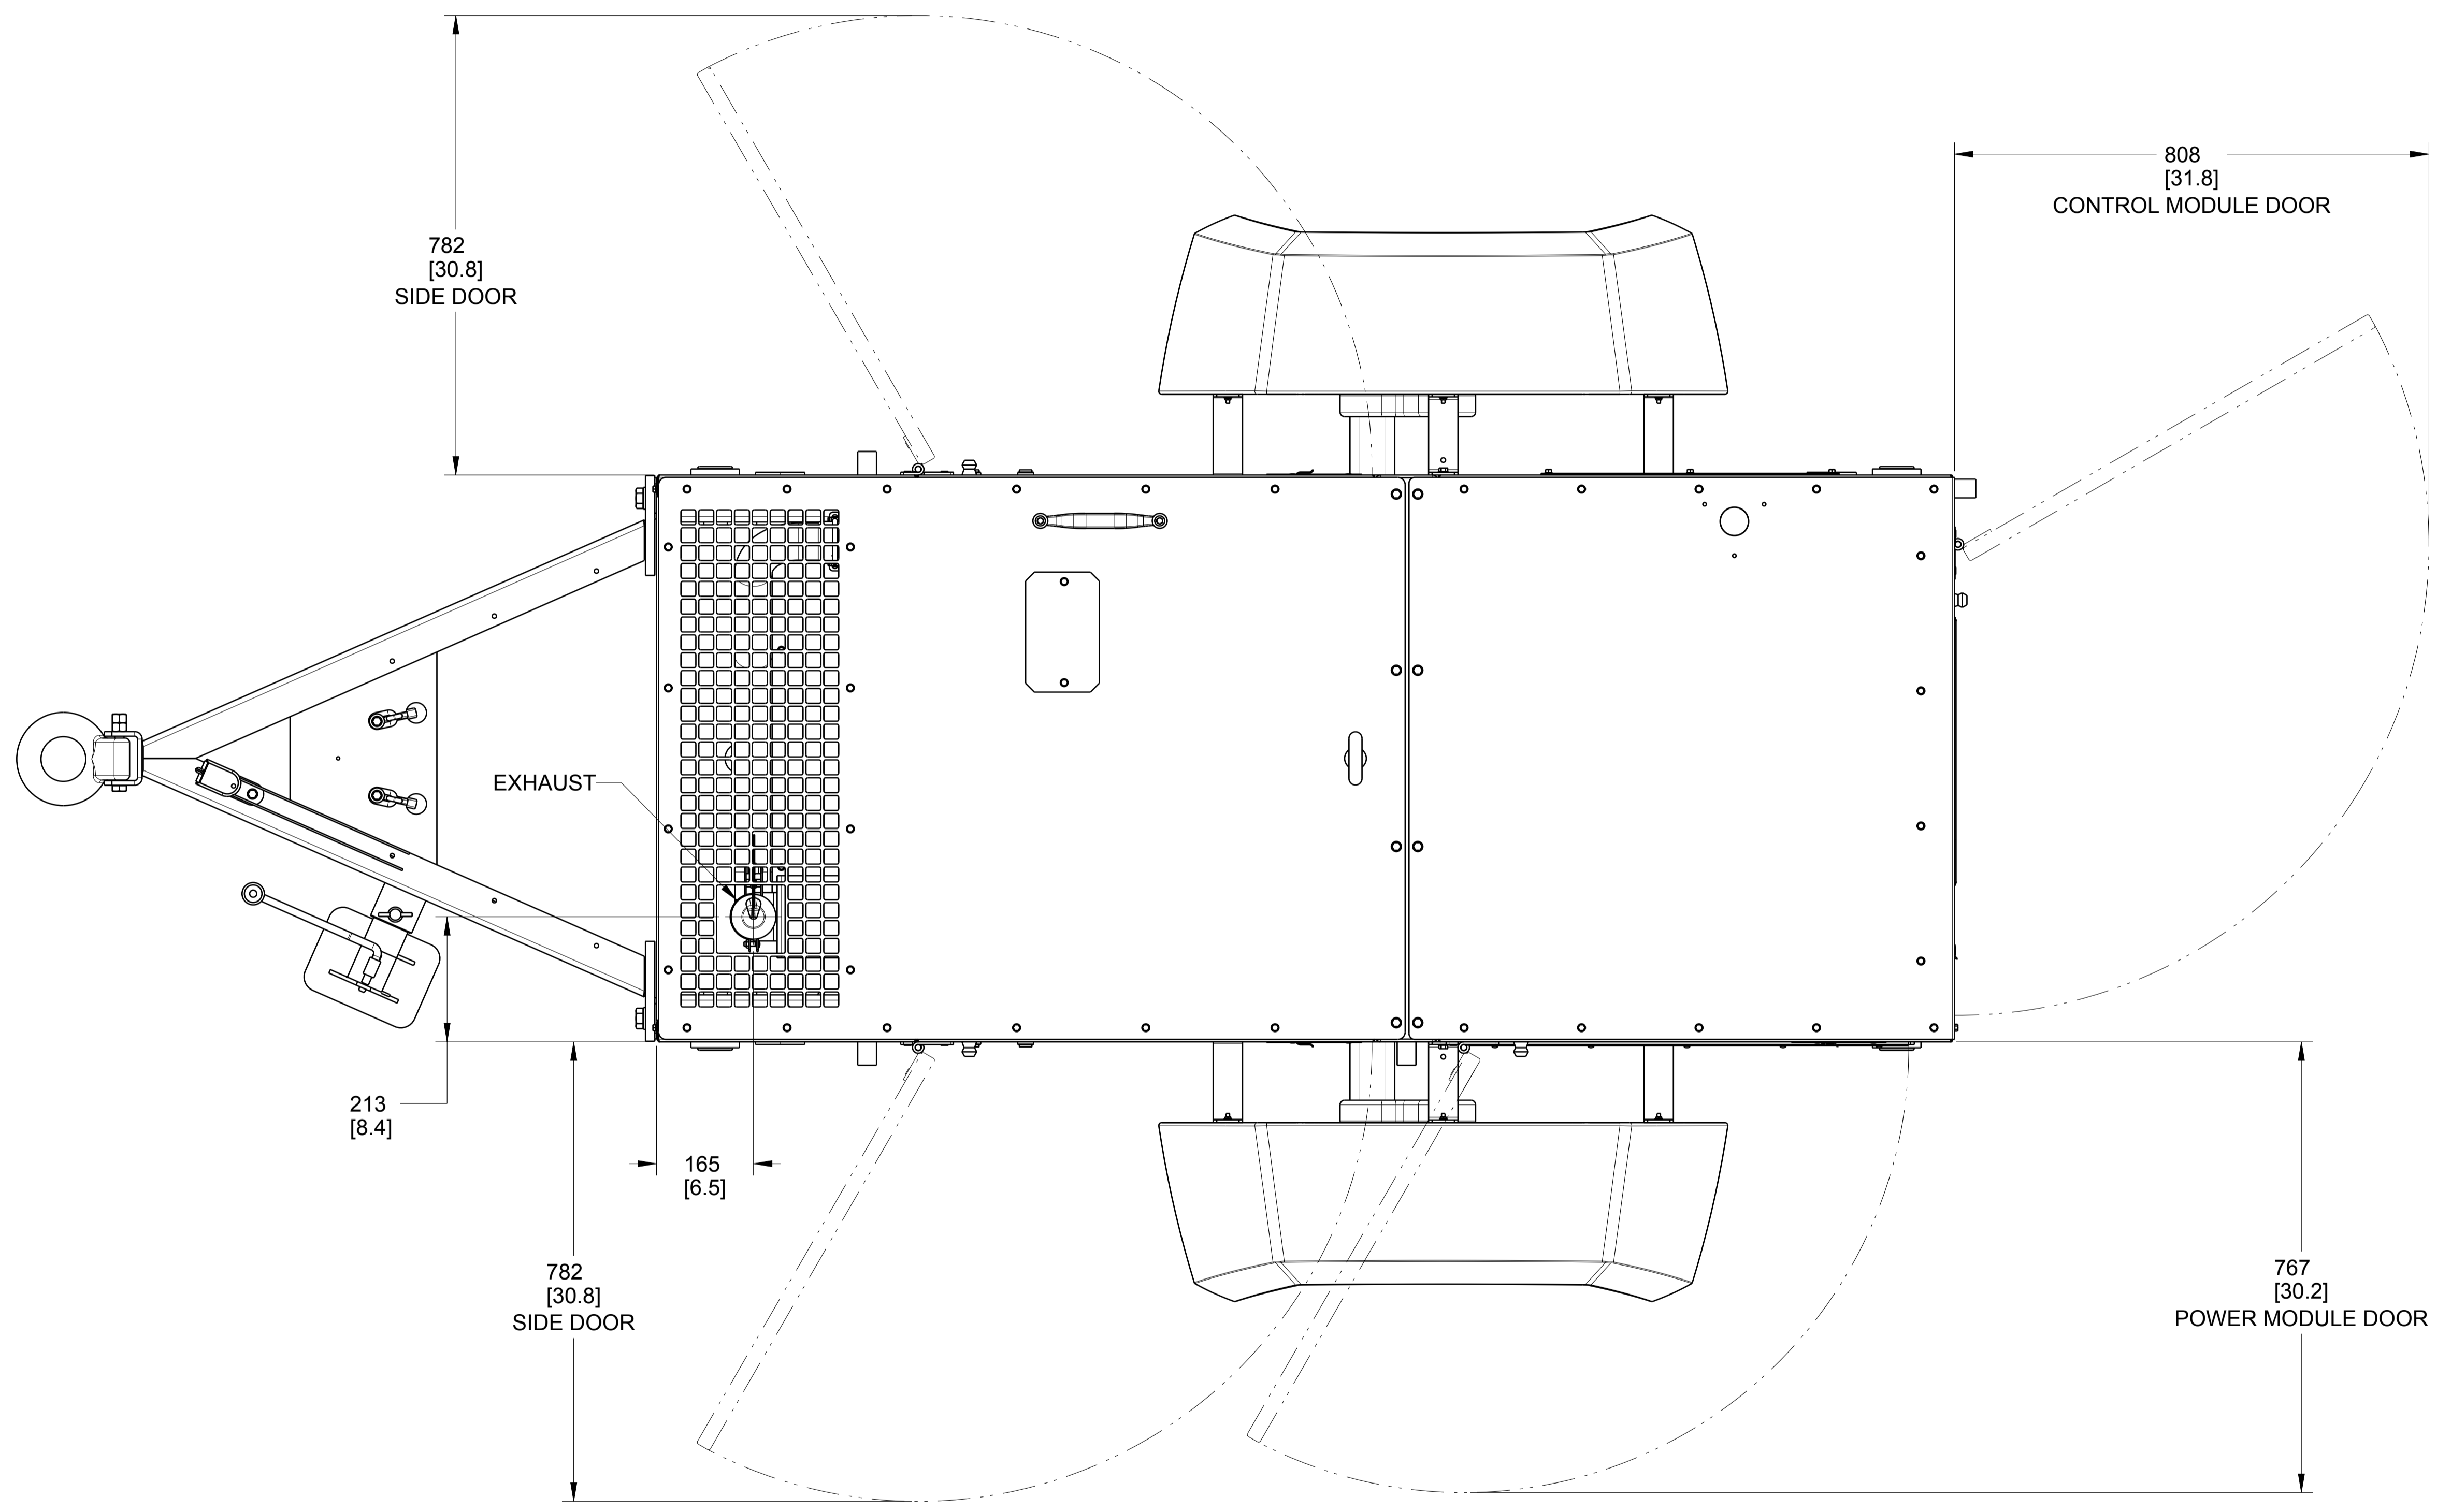 808
[31.8]
CONTROL MODULE DOOR
782
[30.8]
SIDE DOOR
EXHAUST
213
[8.4]
165
[6.5]
782
[30.8]
SIDE DOOR
767
[30.2]
POWER MODULE DOOR